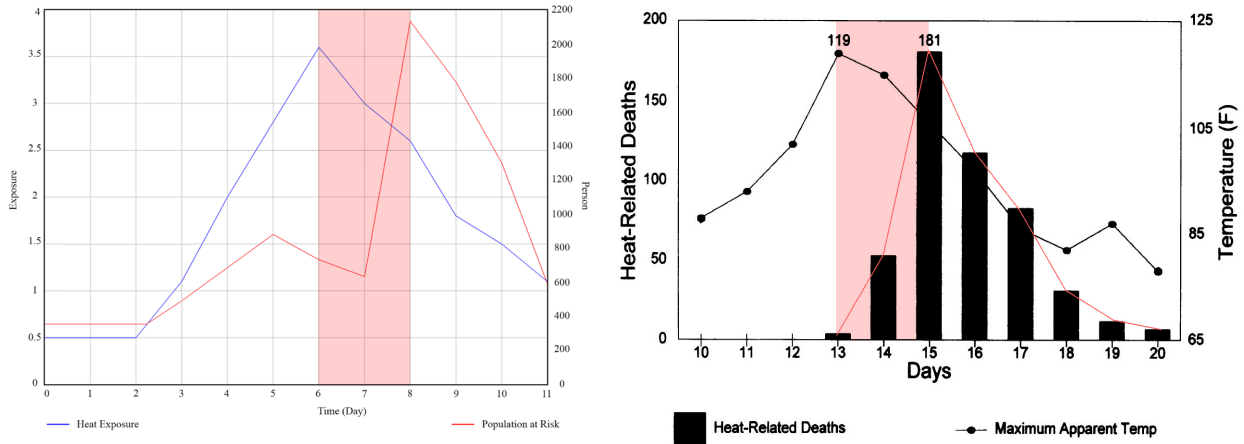 4
3.5
3
2.5
2
1.5
1
0.5
0
Exposure
2200
2000
1800
1600
1400
1200
1000
800
600
400
200
0
Person
0 1 2 3 4 5 6 7 8 9 10 11
Time (Day)
Heat Exposure
Population at Risk
200
150
100
50
0
Heat-Related Deaths
119
181
125
105
85
65
Temperature (F)
10 11 12 13 14 15 16 17 18 19 20
Days
Heat-Related Deaths
Maximum Apparent Temp